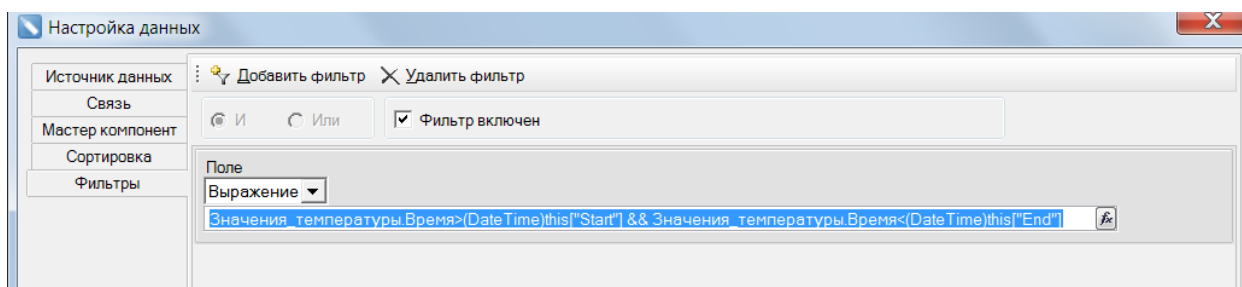 Настройка данных
Источник данных
Связь
Мастер компонент
Сортировка
Фильтры
Добавить фильтр Удалить фильтр
И Или Фильтр включен
Поле
Выражение
Значения_температуры.Время>(DateTime)this["Start"] && Значения_температуры.Время<(DateTime)this["End"]
fx